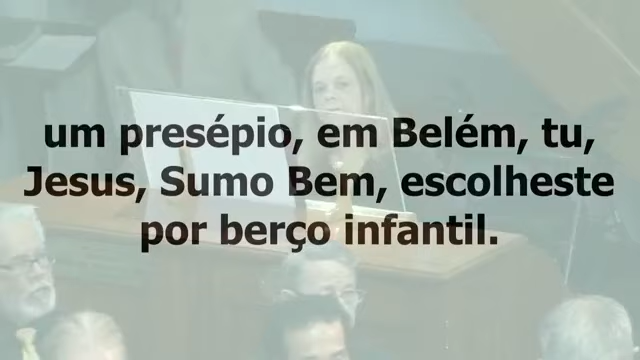 um presépio, em Belém, tu,
Jesus, Sumo Bem, escolheste
por berço infantil.